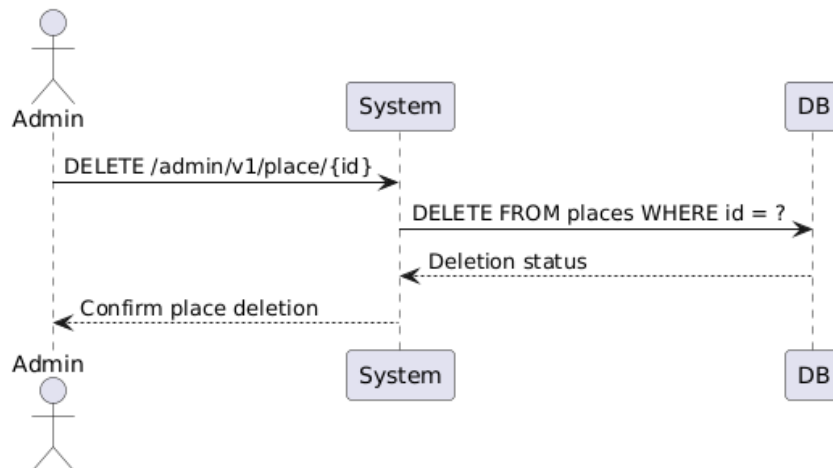 Admin
System
DB
DELETE /admin/v1/place/{id}
DELETE FROM places WHERE id = ?
Deletion status
Confirm place deletion
Admin
System
DB